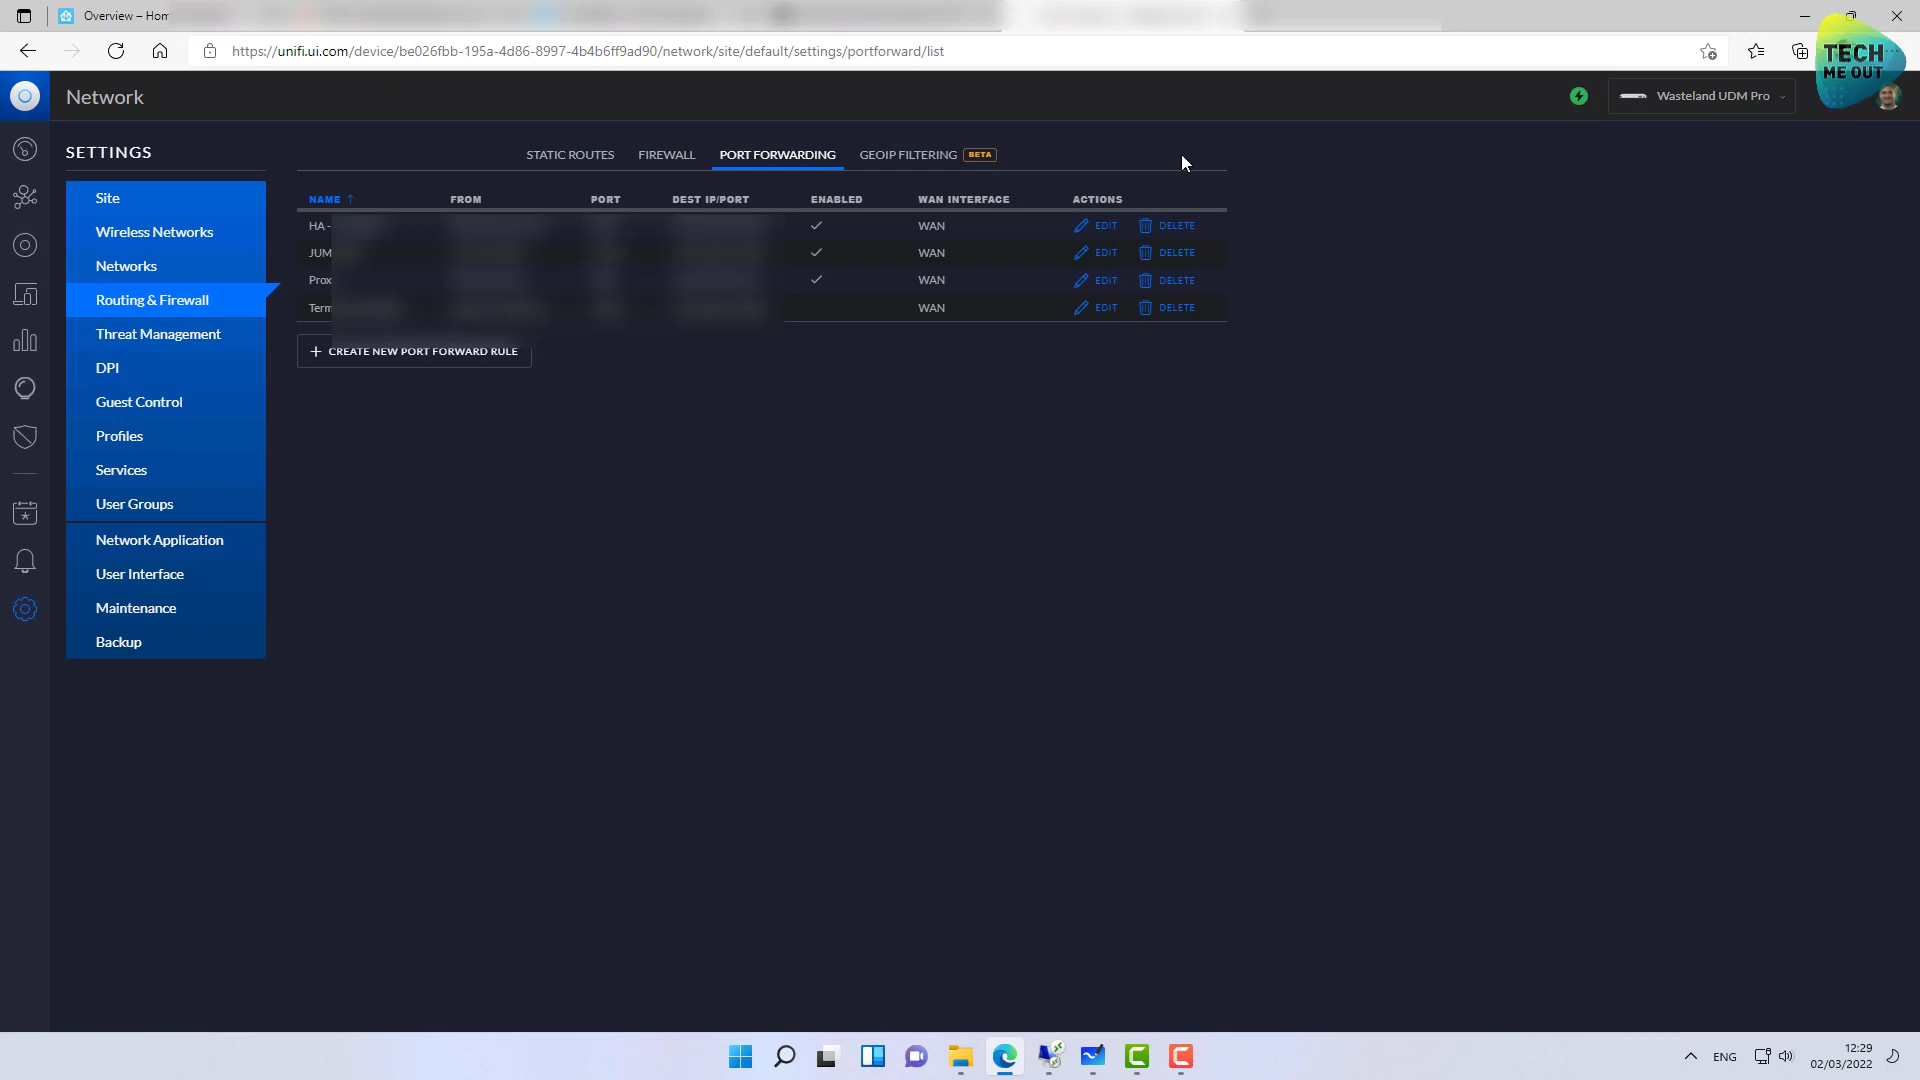 Overview – Hom
https://unifi.ui.com/device/be026fbb-195a-4d86-8997-4b4b6ff9ad90/network/site/default/settings/portforward/list
TECH
ME OUT
Network
Wasteland UDM Pro
SETTINGS
STATIC ROUTES FIREWALL PORT FORWARDING GEOIP FILTERING BETA
Site
Wireless Networks
Networks
Routing & Firewall
Threat Management
DPI
Guest Control
Profiles
Services
User Groups
Network Application
User Interface
Maintenance
Backup
NAME ↑ FROM PORT DEST IP/PORT ENABLED WAN INTERFACE ACTIONS
HA - WAN EDIT DELETE
JUM WAN EDIT DELETE
Prox WAN EDIT DELETE
Term WAN EDIT DELETE
+ CREATE NEW PORT FORWARD RULE
ENG
12:29
02/03/2022